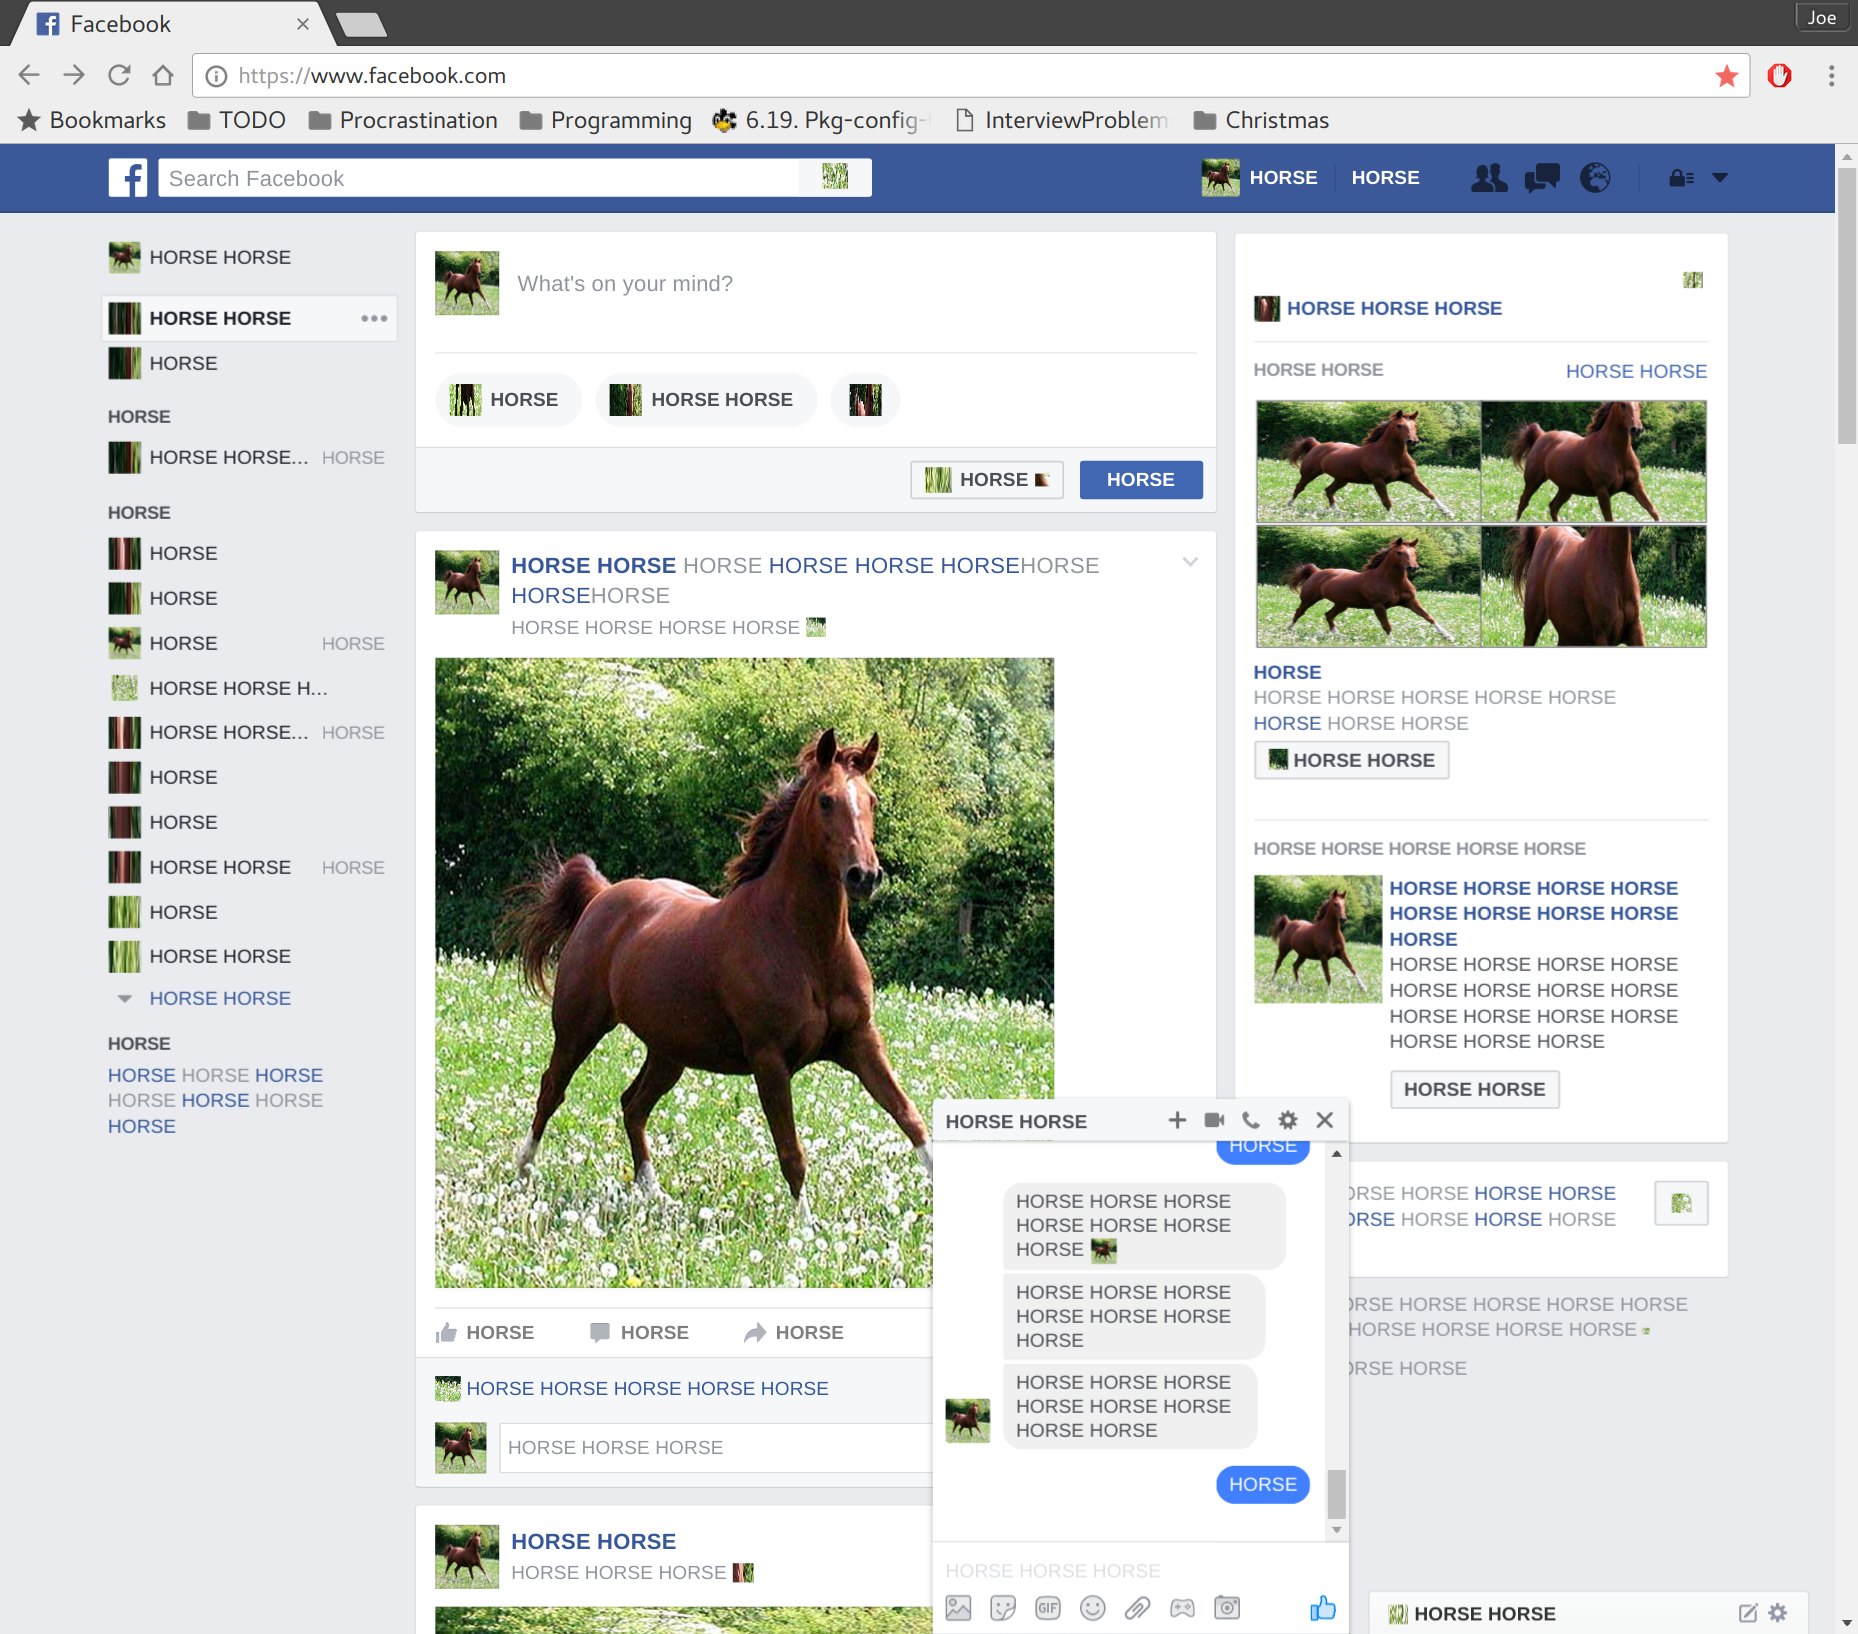 Facebook
Joe
https://www.facebook.com
Bookmarks TODO Procrastination Programming 6.19. Pkg-config- InterviewProblem Christmas
Search Facebook
HORSE HORSE
HORSE HORSE
HORSE HORSE
HORSE
HORSE
HORSE HORSE... HORSE
HORSE
HORSE
HORSE
HORSE HORSE
HORSE HORSE H...
HORSE HORSE... HORSE
HORSE
HORSE
HORSE HORSE HORSE
HORSE
HORSE HORSE
HORSE HORSE
HORSE
HORSE HORSE HORSE
HORSE HORSE HORSE
HORSE
What's on your mind?
HORSE HORSE HORSE
HORSE HORSE
HORSE HORSE HORSE HORSE HORSE HORSEHORSE
HORSEHORSE
HORSE HORSE HORSE HORSE
HORSE HORSE HORSE
HORSE HORSE HORSE HORSE HORSE
HORSE HORSE HORSE
HORSE HORSE
HORSE HORSE HORSE
HORSE HORSE HORSE
HORSE HORSE HORSE HORSE
HORSE
HORSE HORSE HORSE HORSE HORSE
HORSE HORSE HORSE
HORSE HORSE
HORSE HORSE HORSE HORSE HORSE
HORSE HORSE HORSE HORSE
HORSE HORSE HORSE HORSE
HORSE
HORSE HORSE HORSE HORSE
HORSE HORSE HORSE HORSE
HORSE HORSE HORSE HORSE
HORSE HORSE HORSE
HORSE HORSE
ORSE HORSE HORSE HORSE
ORSE HORSE HORSE HORSE
ORSE HORSE HORSE HORSE HORSE
HORSE HORSE HORSE HORSE
ORSE HORSE
HORSE HORSE
HORSE
HORSE HORSE HORSE
HORSE HORSE HORSE
HORSE
HORSE HORSE HORSE
HORSE HORSE HORSE
HORSE
HORSE HORSE HORSE
HORSE HORSE HORSE
HORSE HORSE
HORSE
HORSE HORSE HORSE
GIF
HORSE HORSE